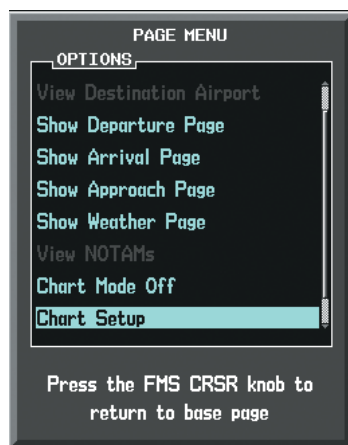 PAGE MENU
OPTIONS
View Destination Airport
Show Departure Page
Show Arrival Page
Show Approach Page
Show Weather Page
View NOTAMs
Chart Mode Off
Chart Setup
Press the FMS CRSR knob to
return to base page